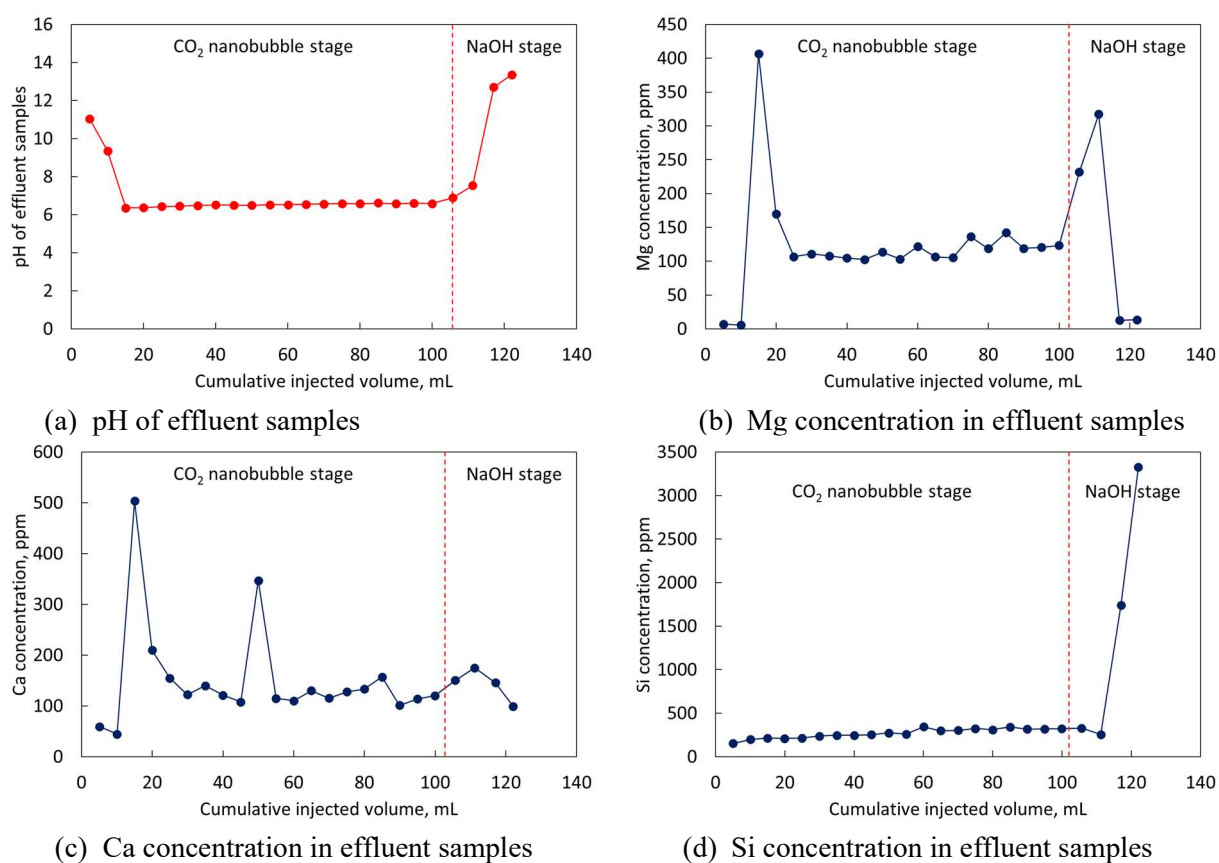 16
14
12
10
8
6
4
2
0
CO₂ nanobubble stage
NaOH stage
pH of effluent samples
0 20 40 60 80 100 120 140
Cumulative injected volume, mL
(a) pH of effluent samples
450
400
350
300
250
200
150
100
50
0
CO₂ nanobubble stage
NaOH stage
Mg concentration, ppm
0 20 40 60 80 100 120 140
Cumulative injected volume, mL
(b) Mg concentration in effluent samples
600
500
400
300
200
100
0
CO₂ nanobubble stage
NaOH stage
Ca concentration, ppm
0 20 40 60 80 100 120 140
Cumulative injected volume, mL
(c) Ca concentration in effluent samples
3500
3000
2500
2000
1500
1000
500
0
CO₂ nanobubble stage
NaOH stage
Si concentration, ppm
0 20 40 60 80 100 120 140
Cumulative injected volume, mL
(d) Si concentration in effluent samples